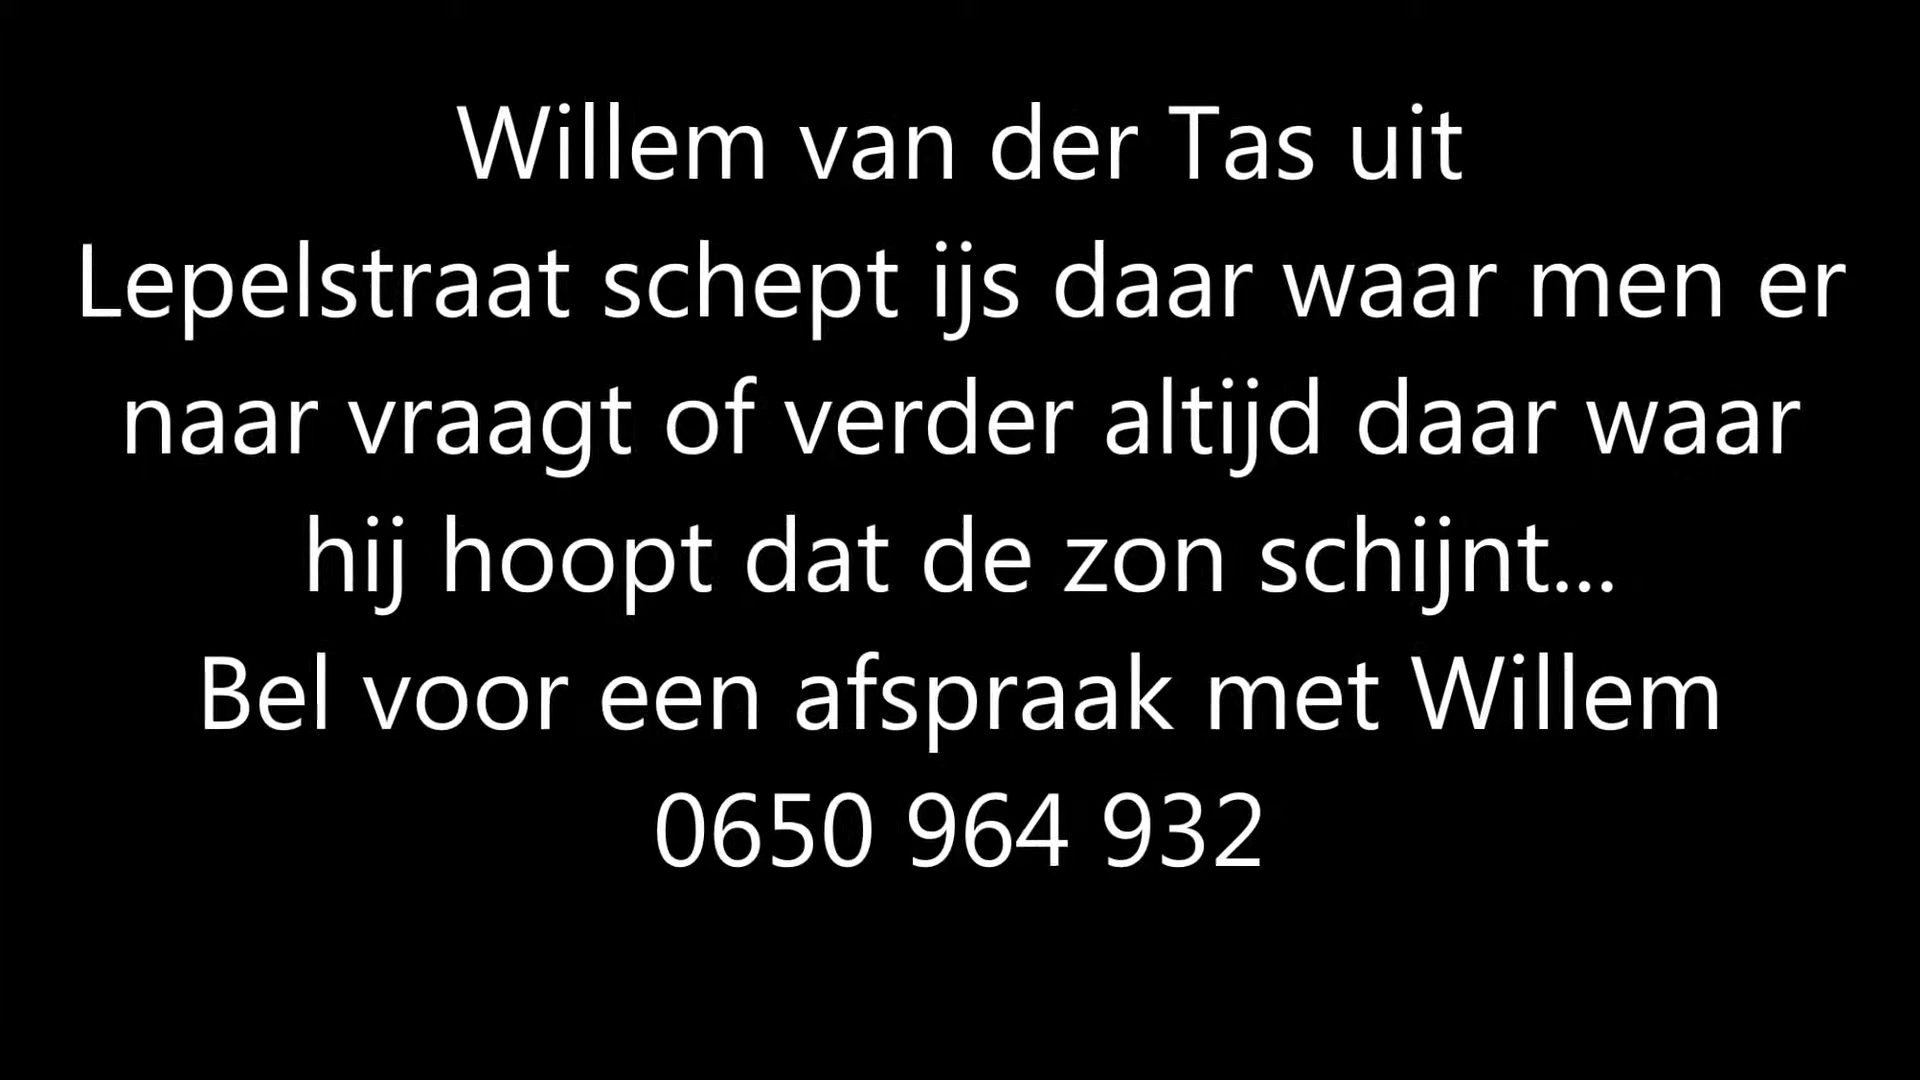 Willem van der Tas uit
Lepelstraat schept ijs daar waar men er
naar vraagt of verder altijd daar waar
hij hoopt dat de zon schijnt...
Bel voor een afspraak met Willem
0650 964 932